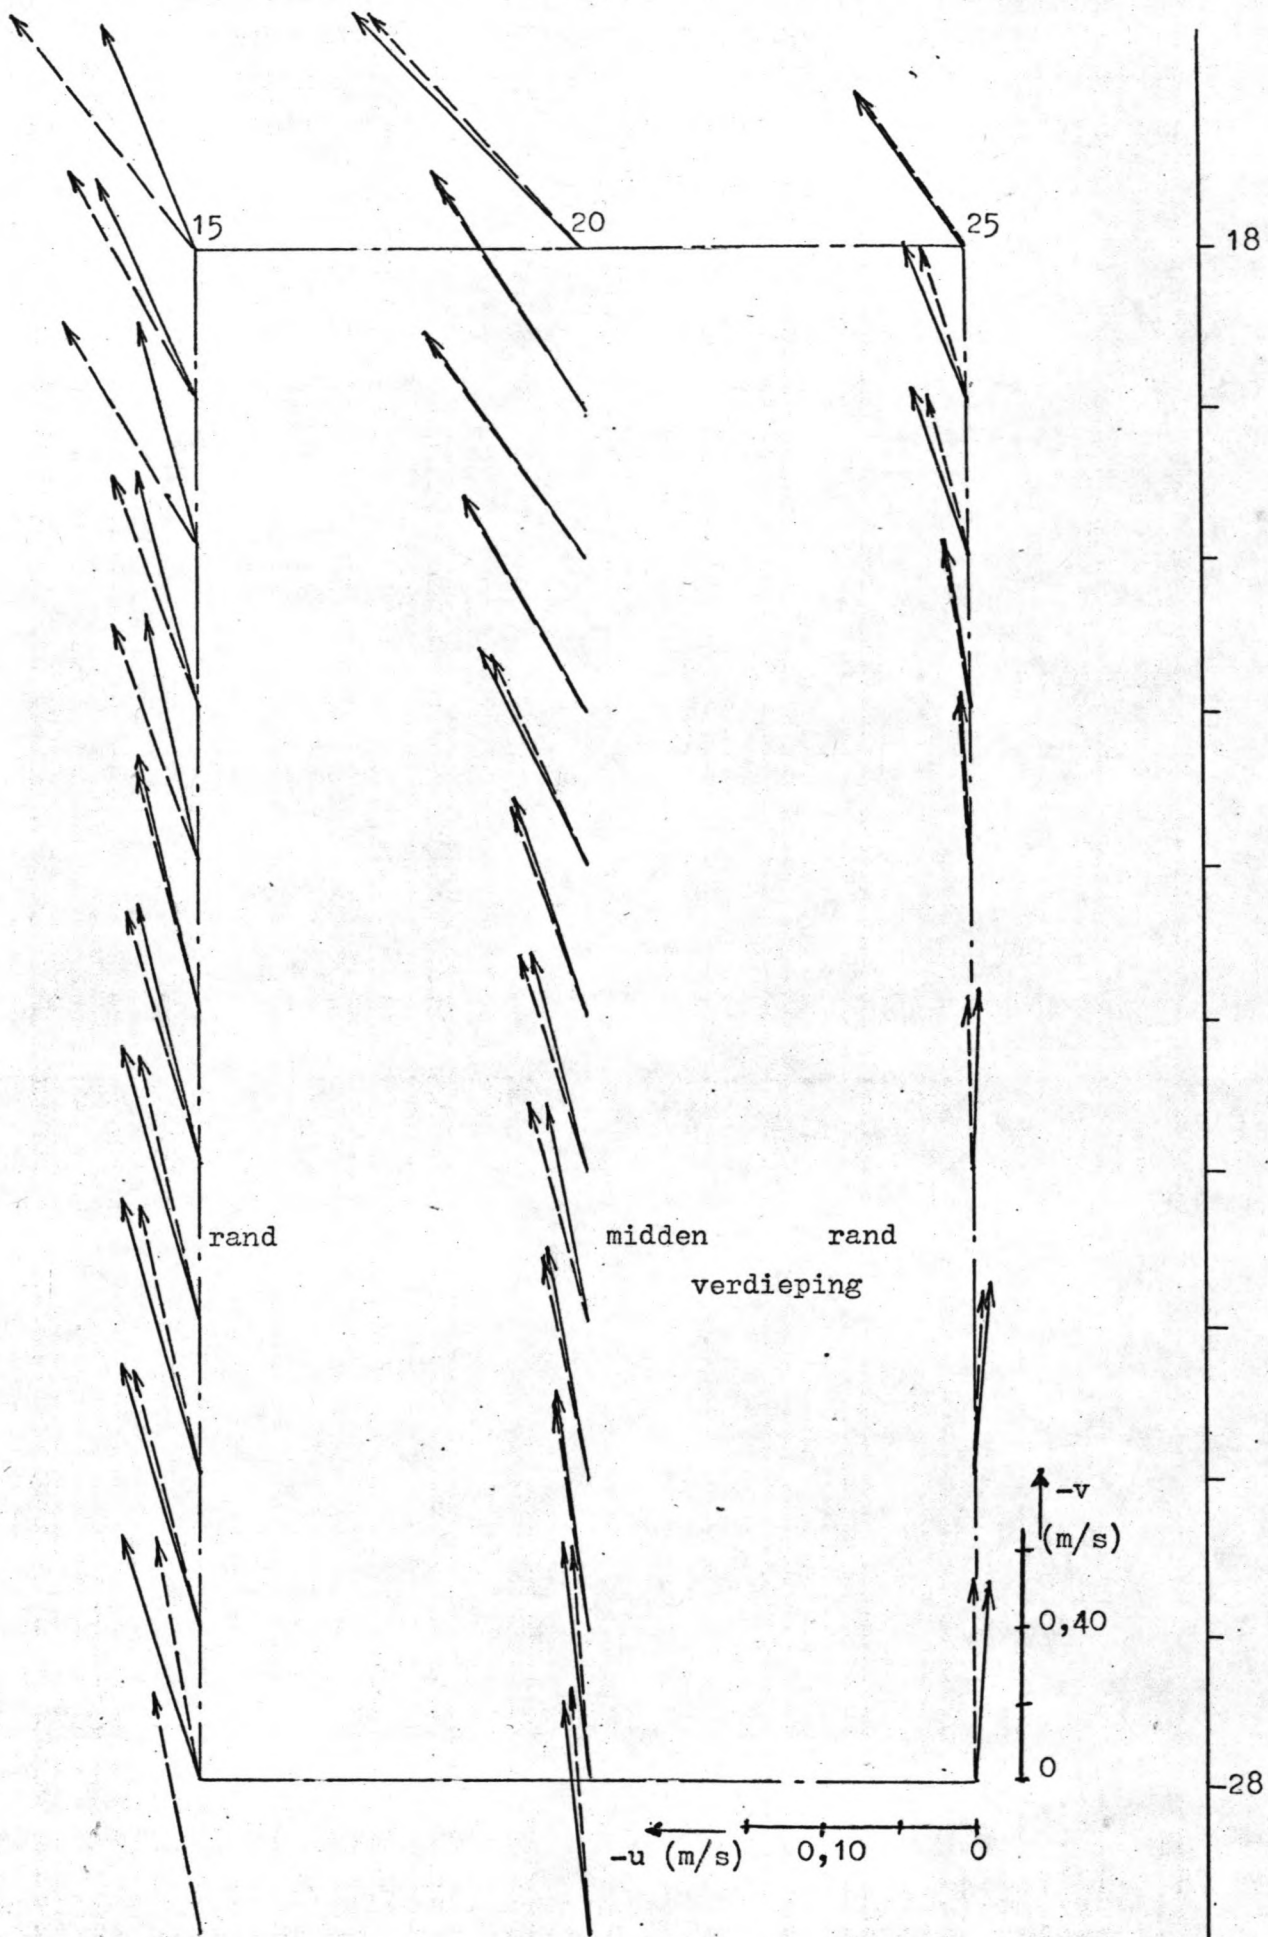 15
20
25
18
rand
midden
rand
verdieping
-v
(m/s)
0,40
0
28
-u (m/s)
0,10
0